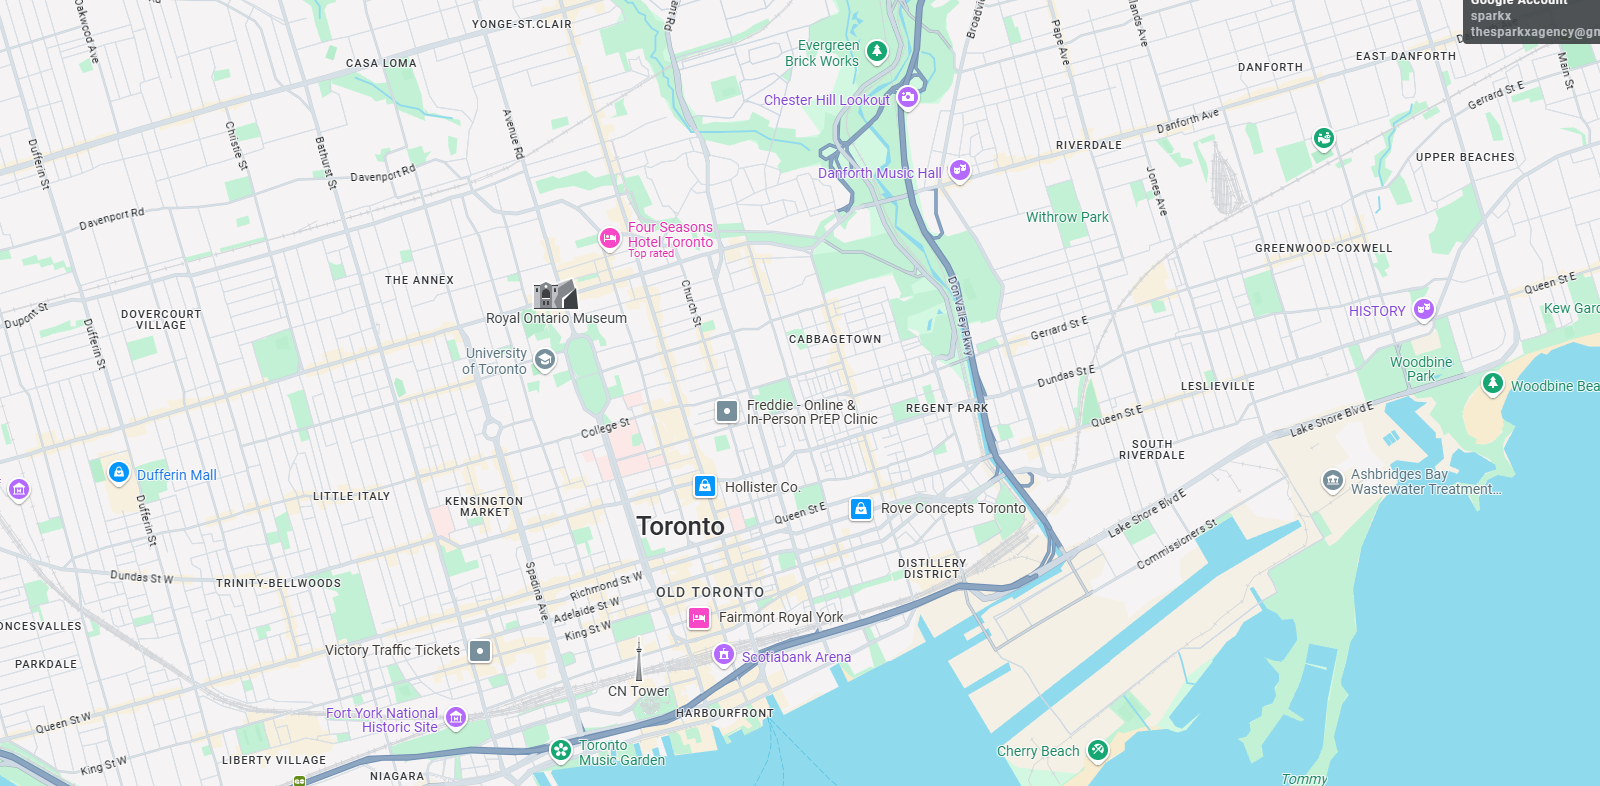 Google Account
sparkx
thesparkxagency@gm
Oakwood Ave
YONGE-ST.CLAIR
Broadvi
Pape Ave
lands Ave
Main St
CASA LOMA
Evergreen
Brick Works
DANFORTH
EAST DANFORTH
Gerrard St E
Chester Hill Lookout
Danforth Ave
Dufferin St
Christie St
Bathurst St
Avenue Rd
RIVERDALE
UPPER BEACHES
Davenport Rd
Danforth Music Hall
Jones Ave
Davenport Rd
Withrow Park
Four Seasons
Hotel Toronto
Top rated
GREENWOOD-COXWELL
THE ANNEX
Queen St E
Church St
Don Valley Pkwy
Dupont St
DOVERCOURT
VILLAGE
Royal Ontario Museum
HISTORY
Kew Gard
Gerrard St E
CABBAGETOWN
Dufferin St
University
of Toronto
Woodbine
Park
Dundas St E
LESLIEVILLE
Woodbine Bea
Freddie - Online &
In-Person PrEP Clinic
REGENT PARK
Queen St E
Lake Shore Blvd E
College St
SOUTH
RIVERDALE
Dufferin Mall
Ashbridges Bay
Wastewater Treatment...
Hollister Co.
LITTLE ITALY
KENSINGTON
MARKET
Queen St E
Rove Concepts Toronto
Lake Shore Blvd E
Dufferin St
Toronto
Commissioners St
DISTILLERY
DISTRICT
Dundas St W
TRINITY-BELLWOODS
Spadina Ave
Richmond St W
OLD TORONTO
Adelaide St W
Fairmont Royal York
ONCESVALLES
King St W
Victory Traffic Tickets
Scotiabank Arena
PARKDALE
CN Tower
Fort York National
Historic Site
HARBOURFRONT
Queen St W
Toronto
Music Garden
Cherry Beach
LIBERTY VILLAGE
King St W
NIAGARA
Tommy